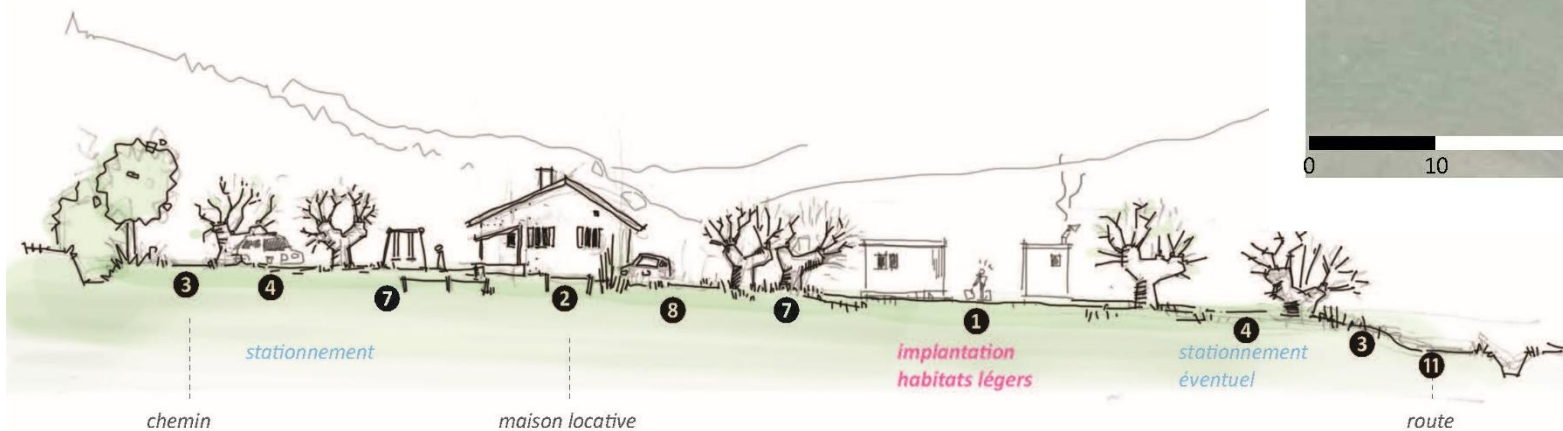 0
10
3
4
7
2
8
7
1
4
3
11
stationnement
implantation
habitats légers
stationnement
éventuel
chemin
maison locative
route